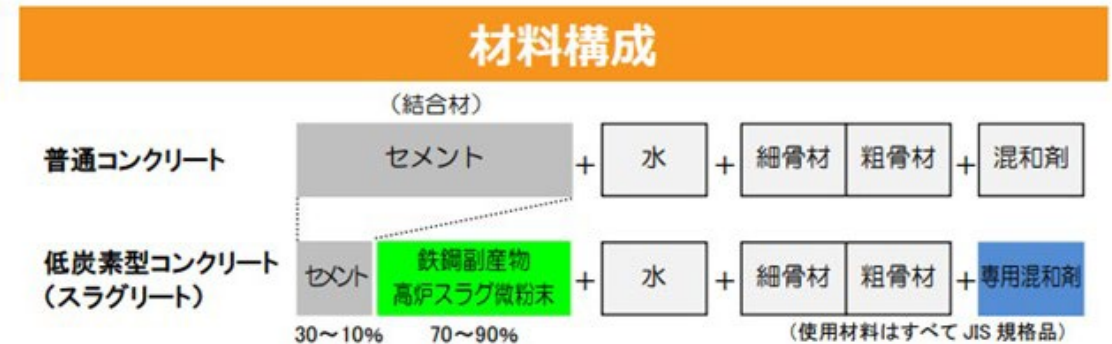 材料構成
（結合材）
普通コンクリート セメント + 水 + 細骨材 粗骨材 + 混和剤
低炭素型コンクリート
（スラグリート）
セメント
鉄鋼副産物
高炉スラグ微粉末
+ 水 + 細骨材 粗骨材 + 専用混和剤
30～10% 70～90%
（使用材料はすべて JIS 規格品）